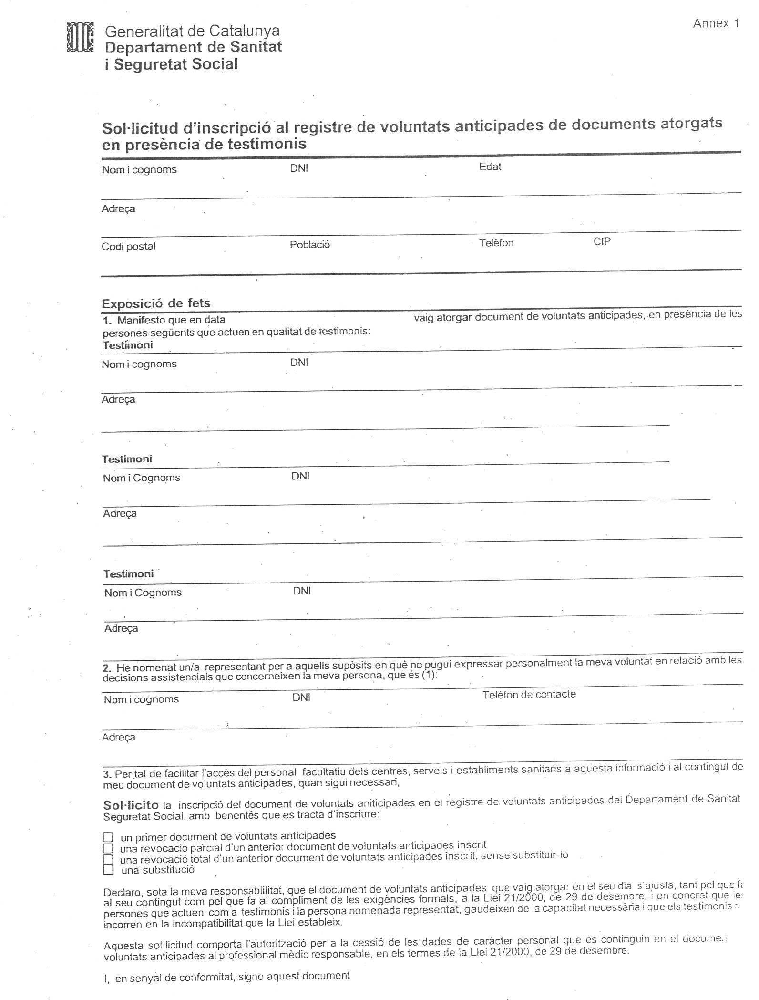 Annex 1
Generalitat de Catalunya
Departament de Sanitat
i Seguretat Social
Sol·licitud d'inscripció al registre de voluntats anticipades de documents atorgats
en presència de testimonis
Nom i cognoms DNI Edat
Adreça
Codi postal Població Telèfon CIP
Exposició de fets
1. Manifesto que en data vaig atorgar document de voluntats anticipades, en presència de les
persones següents que actuen en qualitat de testimonis:
Testimoni
Nom i cognoms DNI
Adreça
Testimoni
Nom i Cognoms DNI
Adreça
Testimoni
Nom i Cognoms DNI
Adreça
2. He nomenat un/a representant per a aquells supòsits en què no pugui expressar personalment la meva voluntat en relació amb les
decisions assistencials que concerneixen la meva persona, que és (1):
Nom i cognoms DNI Telèfon de contacte
Adreça
3. Per tal de facilitar l'accès del personal facultatiu dels centres, serveis i establiments sanitaris a aquesta informació i al contingut de
meu document de voluntats anticipades, quan sigui necessari,
Sol·licito la inscripció del document de voluntats aniticipades en el registre de voluntats anticipades del Departament de Sanitat
Seguretat Social, amb benentés que es tracta d'inscriure:
un primer document de voluntats anticipades
una revocació parcial d'un anterior document de voluntats anticipades inscrit
una revocació total d'un anterior document de voluntats anticipades inscrit, sense substituir-lo
una substitució
Declaro, sota la meva responsablilitat, que el document de voluntats anticipades que vaig atorgar en el seu dia s'ajusta, tant pel que fa
al seu contingut com pel que fa al compliment de les exigències formals, a la Llei 21/2000, de 29 de desembre, i en concret que les
persones que actuen com a testimonis i la persona nomenada representat, gaudeixen de la capacitat necessària i que els testimonis
incorren en la incompatibilitat que la Llei estableix.
Aquesta sol·licitud comporta l'autorització per a la cessió de les dades de caràcter personal que es continguin en el docume
voluntats anticipades al professional mèdic responsable, en els termes de la Llei 21/2000, de 29 de desembre.
I, en senyal de conformitat, signo aquest document